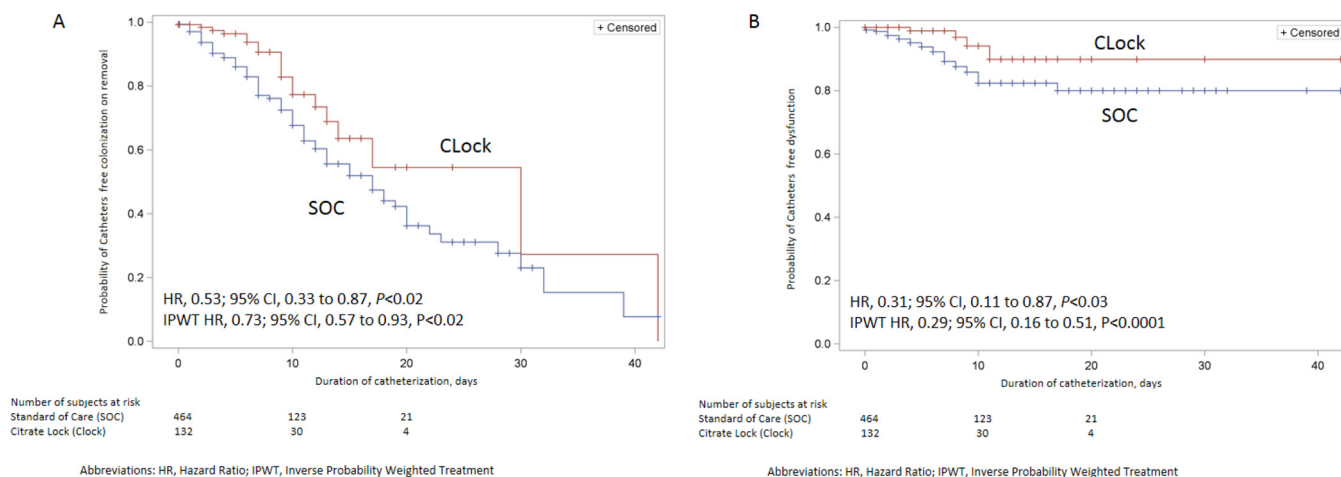 A
Probability of Catheters free colonization on removal
1.0
0.8
0.6
0.4
0.2
0.0
+ Censored
CLock
SOC
HR, 0.53; 95% CI, 0.33 to 0.87, P<0.02
IPWT HR, 0.73; 95% CI, 0.57 to 0.93, P<0.02
0 10 20 30 40
Duration of catheterization, days
Number of subjects at risk
Standard of Care (SOC) 464 123 21
Citrate Lock (Clock) 132 30 4
Abbreviations: HR, Hazard Ratio; IPWT, Inverse Probability Weighted Treatment
B
Probability of Catheters free dysfunction
1.0
0.8
0.6
0.4
0.2
0.0
+ Censored
CLock
SOC
HR, 0.31; 95% CI, 0.11 to 0.87, P<0.03
IPWT HR, 0.29; 95% CI, 0.16 to 0.51, P<0.0001
0 10 20 30 40
Duration of catheterization, days
Number of subjects at risk
Standard of Care (SOC) 464 123 21
Citrate Lock (Clock) 132 30 4
Abbreviations: HR, Hazard Ratio; IPWT, Inverse Probability Weighted Treatment